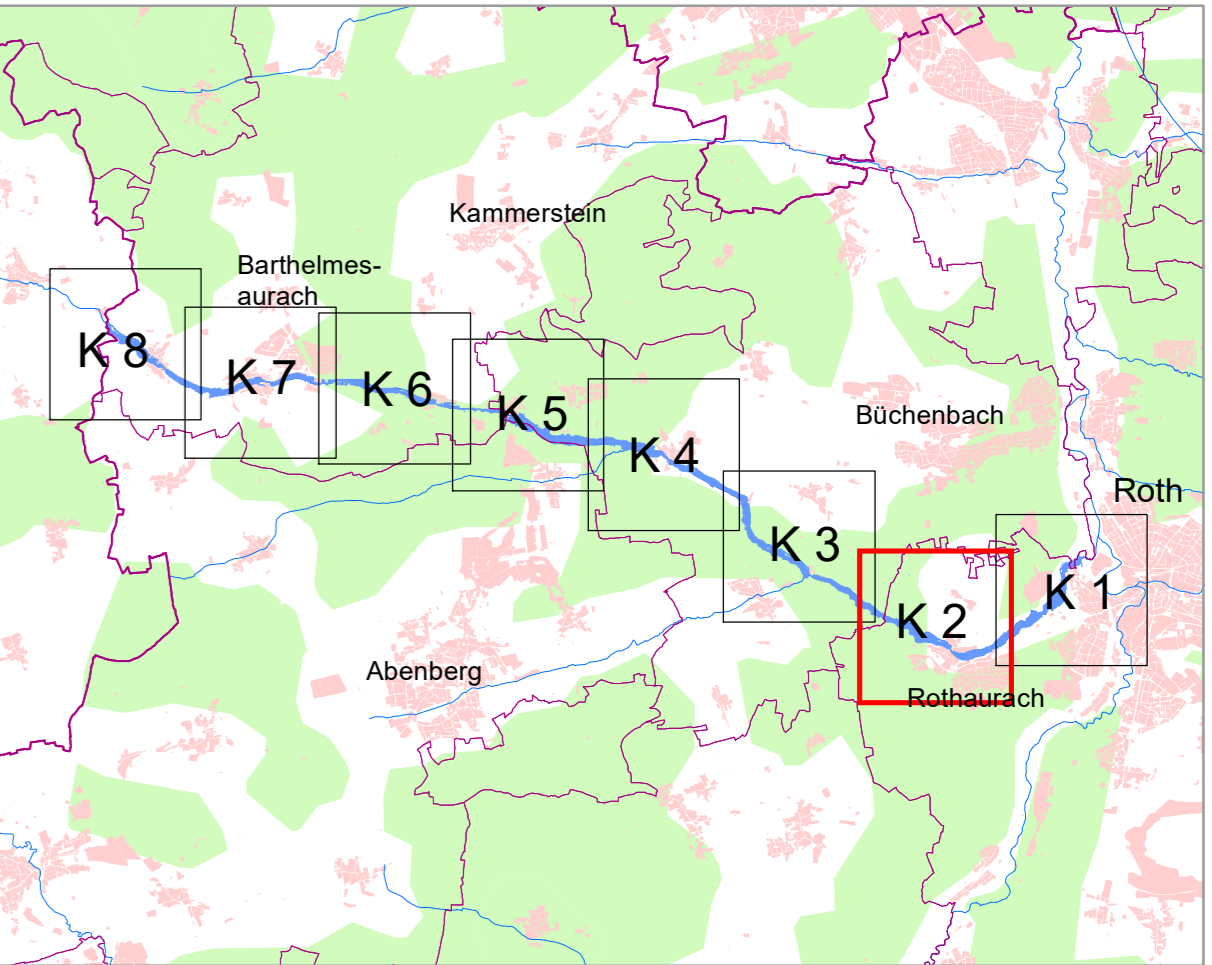 Kammerstein
Barthelmes-
aurach
K 8
K 7
K 6
K 5
K 4
Büchenbach
Roth
K 3
K 2
K 1
Abenberg
Rothaurach